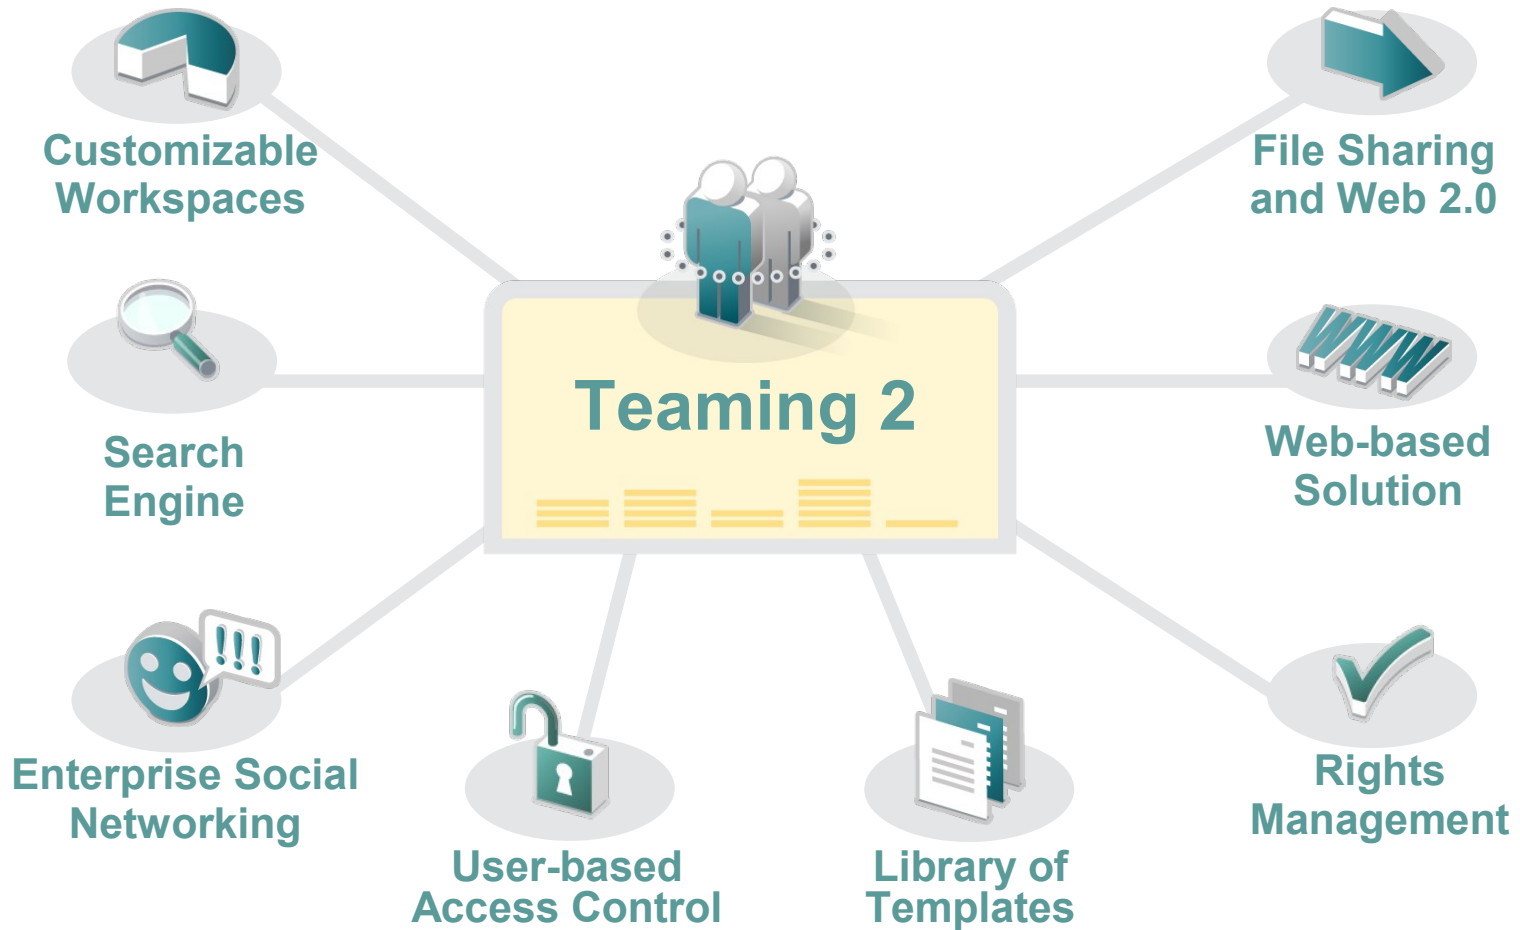 Customizable
Workspaces
File Sharing
and Web 2.0
Teaming 2
Search
Engine
WWW
Web-based
Solution
!!!
Enterprise Social
Networking
Rights
Management
User-based
Access Control
Library of
Templates